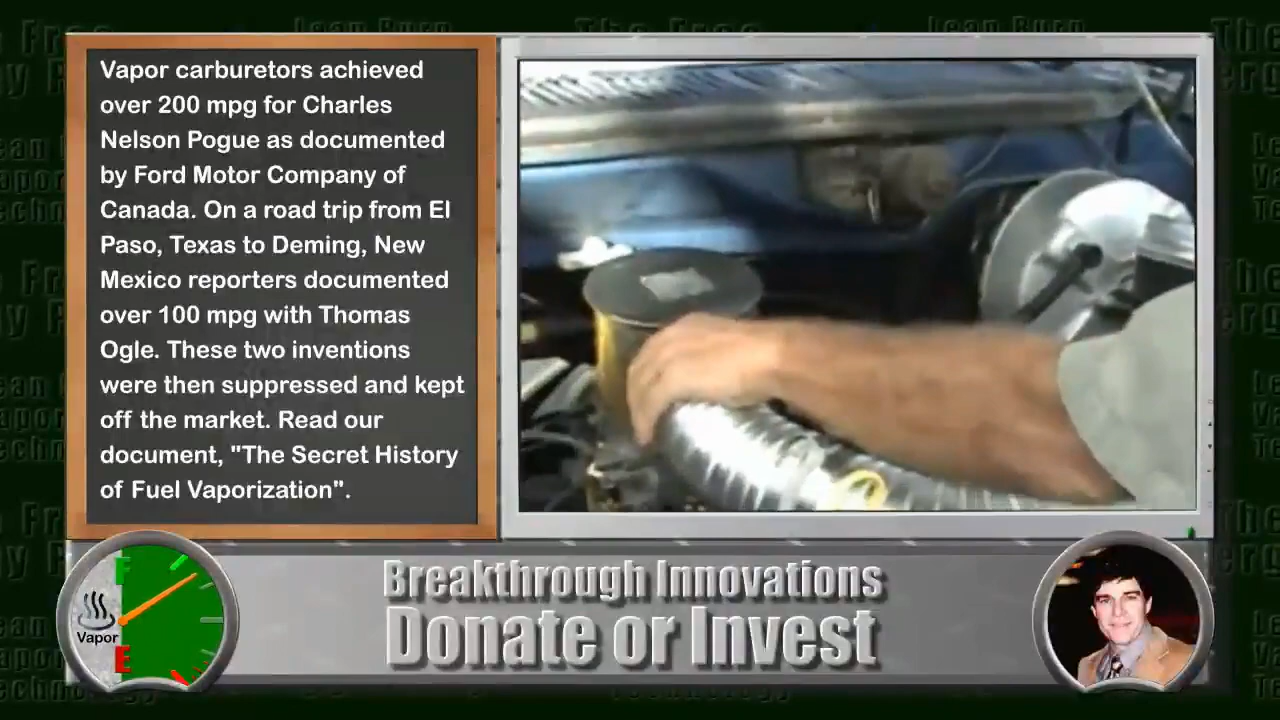 Vapor carburetors achieved
over 200 mpg for Charles
Nelson Pogue as documented
by Ford Motor Company of
Canada. On a road trip from El
Paso, Texas to Deming, New
Mexico reporters documented
over 100 mpg with Thomas
Ogle. These two inventions
were then suppressed and kept
off the market. Read our
document, "The Secret History
of Fuel Vaporization".
F
Vapor
E
Breakthrough Innovations
Donate or Invest
Lean Burn
Technology